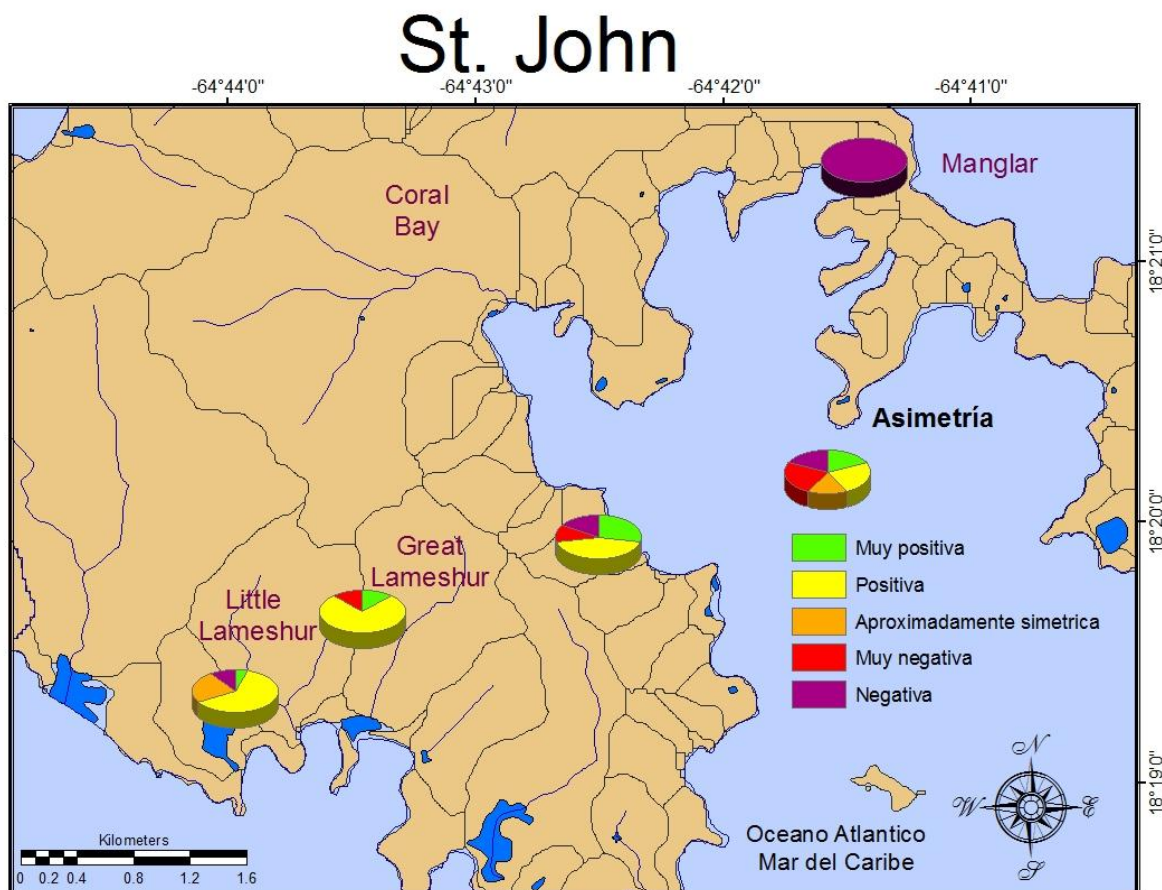 St. John
-64°44'0"
-64°43'0"
-64°42'0"
-64°41'0"
Manglar
Coral
Bay
18°21'0"
Asimetría
18°20'0"
Great
Lameshur
Muy positiva
Positiva
Little
Lameshur
Aproximadamente simetrica
Muy negativa
Negativa
18°19'0"
N
W
E
S
Oceano Atlantico
Mar del Caribe
Kilometers
0 0.2 0.4 0.8 1.2 1.6